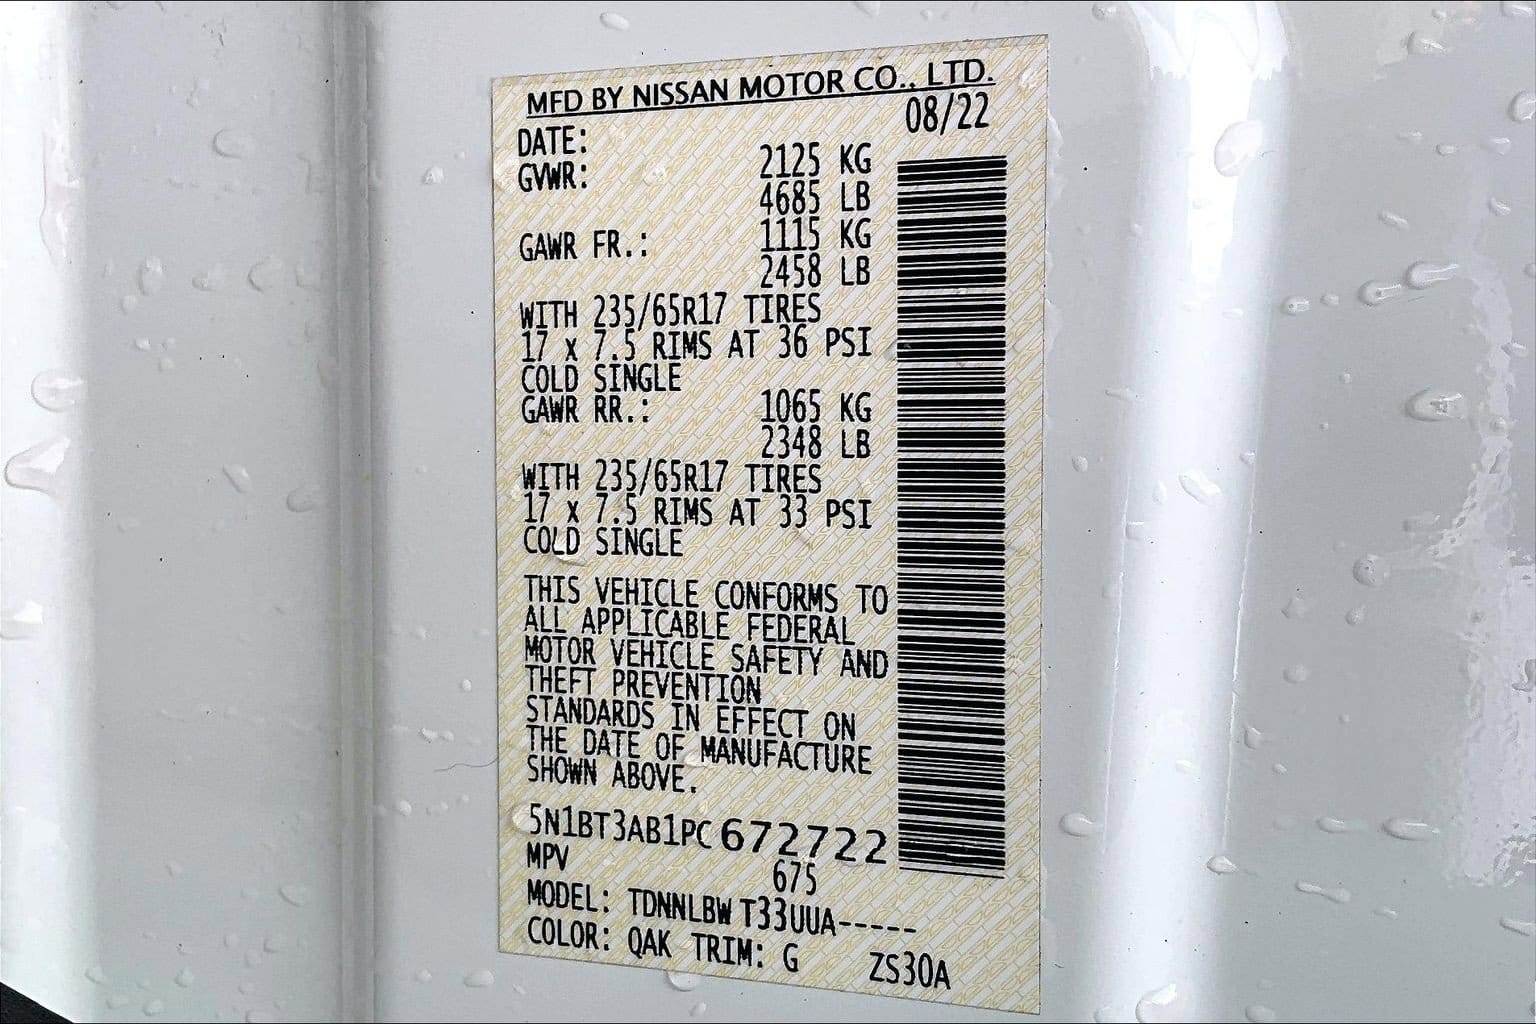 MFD BY NISSAN MOTOR CO., LTD.
DATE: 08/22
GVWR: 2125 KG
4685 LB
GAWR FR.: 1115 KG
2458 LB
WITH 235/65R17 TIRES
17 x 7.5 RIMS AT 36 PSI
COLD SINGLE
GAWR RR.: 1065 KG
2348 LB
WITH 235/65R17 TIRES
17 x 7.5 RIMS AT 33 PSI
COLD SINGLE
THIS VEHICLE CONFORMS TO
ALL APPLICABLE FEDERAL
MOTOR VEHICLE SAFETY AND
THEFT PREVENTION
STANDARDS IN EFFECT ON
THE DATE OF MANUFACTURE
SHOWN ABOVE.
5N1BT3AB1PC672722
MPV 675
MODEL: TDNNLBWT33UUA-----
COLOR: QAK TRIM: G ZS30A